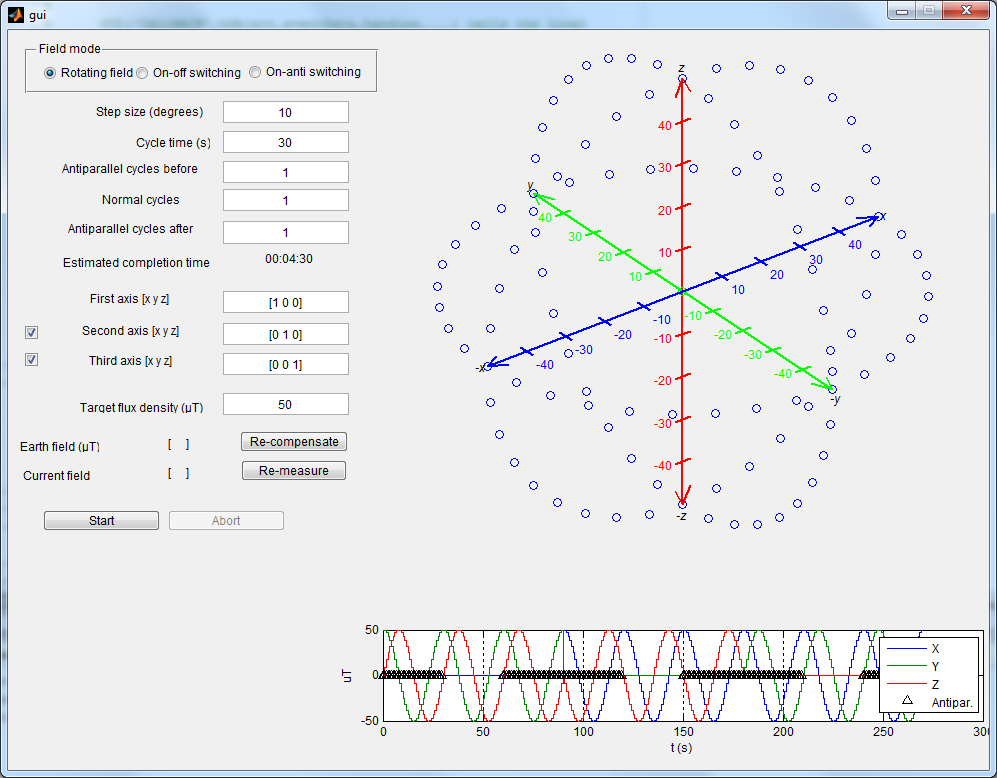 gui
Field mode
Rotating field On-off switching On-anti switching
Step size (degrees) 10
Cycle time (s) 30
Antiparallel cycles before 1
Normal cycles 1
Antiparallel cycles after 1
Estimated completion time 00:04:30
First axis [x y z] [1 0 0]
Second axis [x y z] [0 1 0]
Third axis [x y z] [0 0 1]
Target flux density (µT) 50
Earth field (µT) [ ] Re-compensate
Current field [ ] Re-measure
Start Abort
z
40
30
20
10
-10
-20
-30
-40
-z
y
40
30
20
10
-10
-20
-30
-40
-y
x
40
30
20
10
-10
-20
-30
-40
-x
50
0
-50
uT
0 50 100 150 200 250 300
t (s)
X
Y
Z
Antipar.